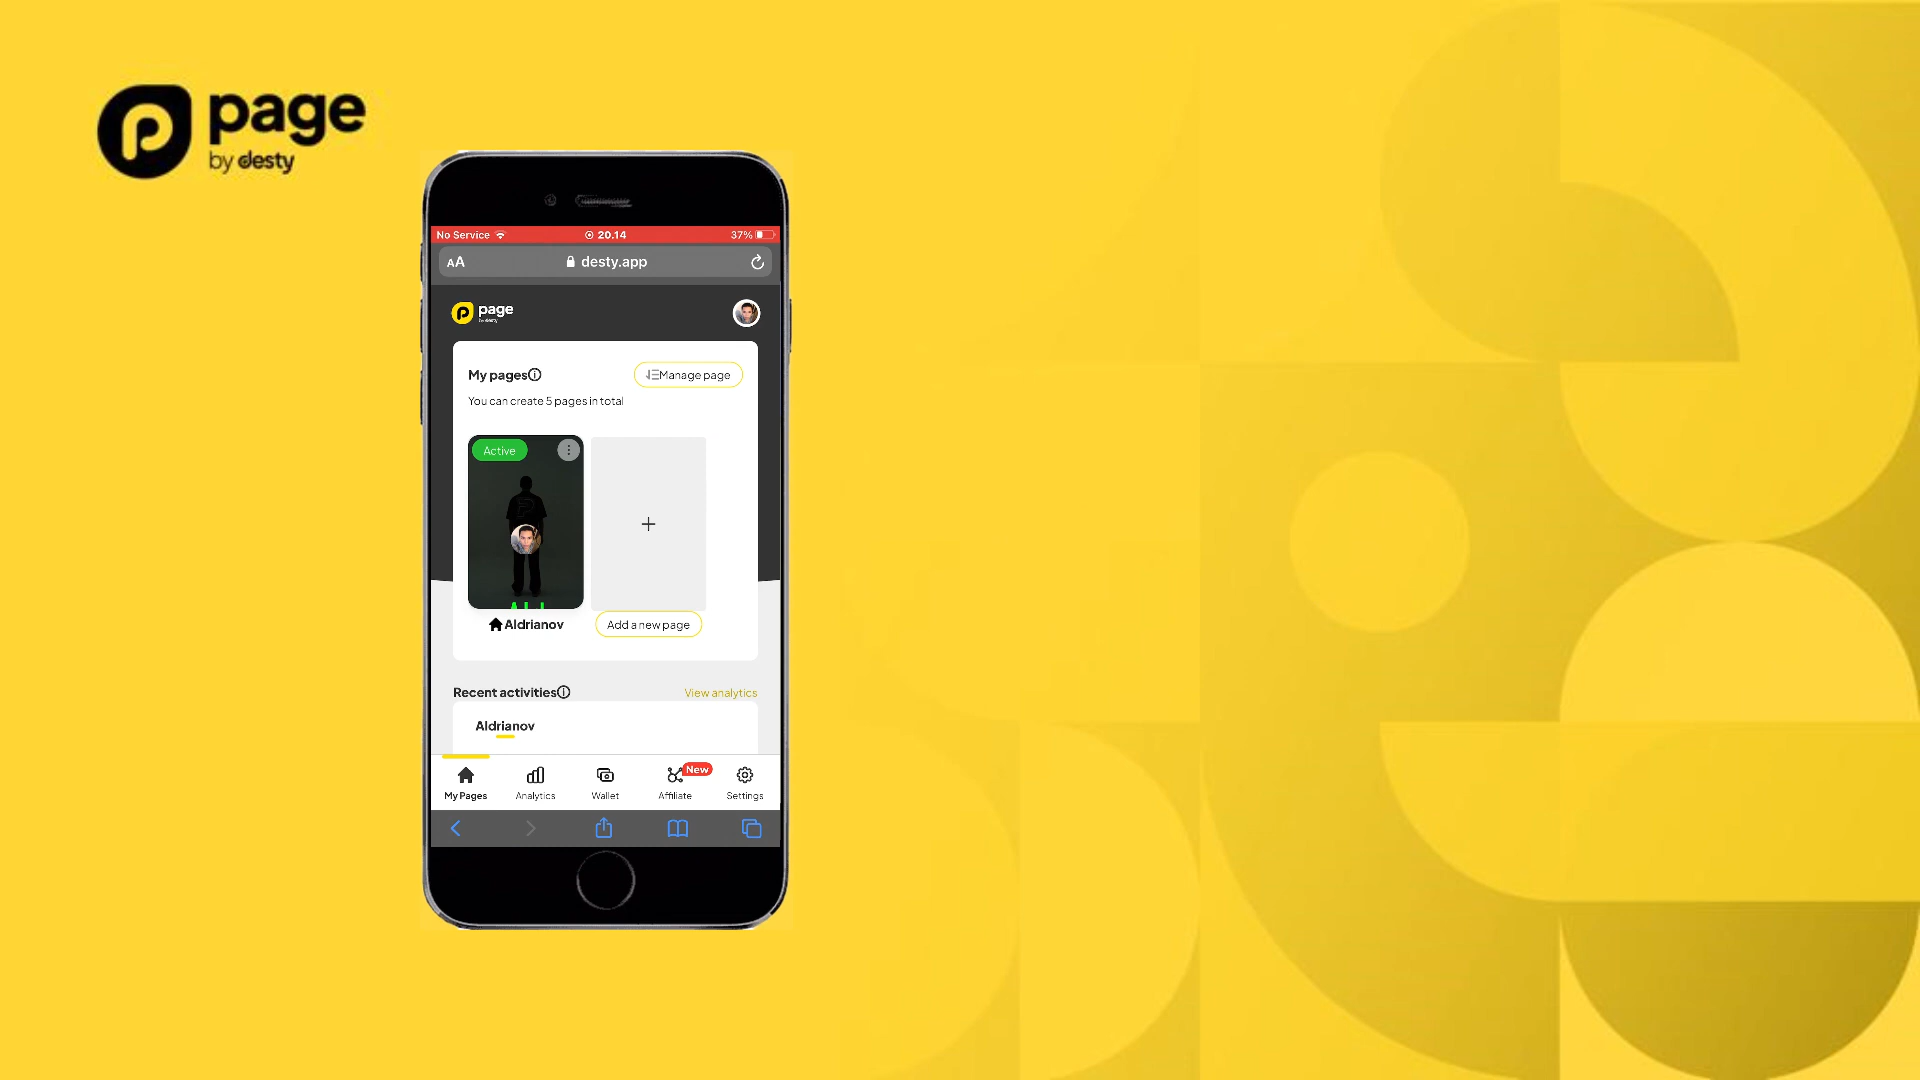 page
by desty
No Service
20.14
37%
AA
desty.app
page
by desty
My pages
Manage page
You can create 5 pages in total
Active
Aldrianov
Add a new page
Recent activities
View analytics
Aldrianov
New
My Pages
Analytics
Wallet
Affiliate
Settings